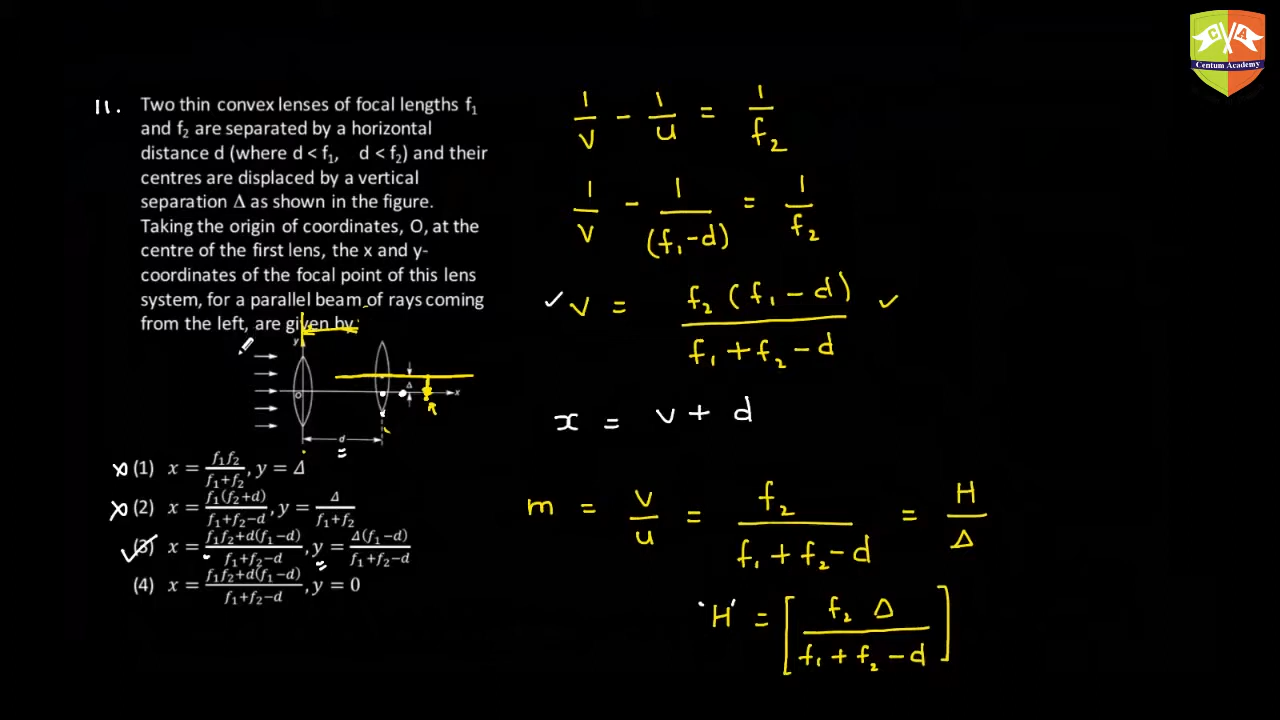 C A
Centum Academy
11. Two thin convex lenses of focal lengths f₁
and f₂ are separated by a horizontal
distance d (where d < f₁, d < f₂) and their
centres are displaced by a vertical
separation Δ as shown in the figure.
Taking the origin of coordinates, O, at the
centre of the first lens, the x and y-
coordinates of the focal point of this lens
system, for a parallel beam of rays coming
from the left, are given by
y
O
Δ
x
d
(1) x = f₁f₂/(f₁+f₂), y = Δ
(2) x = f₁(f₂+d)/(f₁+f₂−d), y = Δ/(f₁+f₂)
(3) x = (f₁f₂+d(f₁−d))/(f₁+f₂−d), y = Δ(f₁−d)/(f₁+f₂−d)
(4) x = (f₁f₂+d(f₁−d))/(f₁+f₂−d), y = 0
1/v − 1/u = 1/f₂
1/v − 1/(f₁−d) = 1/f₂
✓ v = f₂(f₁−d)/(f₁+f₂−d) ✓
x = v + d
m = v/u = f₂/(f₁+f₂−d) = H/Δ
'H' = [f₂ Δ/(f₁+f₂−d)]